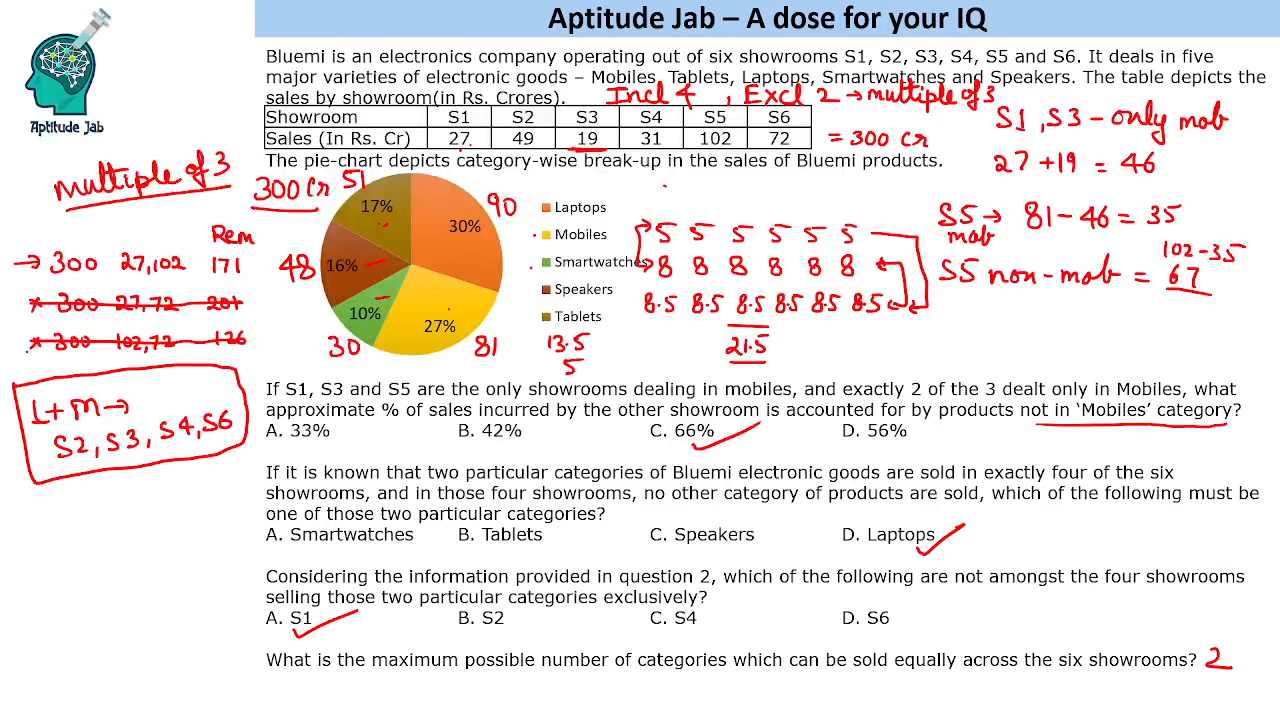 Aptitude Jab – A dose for your IQ
Aptitude Jab
Bluemi is an electronics company operating out of six showrooms S1, S2, S3, S4, S5 and S6. It deals in five
major varieties of electronic goods – Mobiles, Tablets, Laptops, Smartwatches and Speakers. The table depicts the
sales by showroom(in Rs. Crores).
Incl 4 , Excl 2 → multiple of 3
Showroom S1 S2 S3 S4 S5 S6
Sales (In Rs. Cr) 27 49 19 31 102 72
= 300 Cr
S1, S3 – only mob
27 + 19 = 46
The pie-chart depicts category-wise break-up in the sales of Bluemi products.
multiple of 3
300 Cr
Rem
→ 300 27,102 171
× 300 27,72 201
× 300 102,72 126
L + M →
S2, S3, S4, S6
51
17%
90
30%
48
16%
10%
30
27%
81
Laptops
Mobiles
Smartwatches
Speakers
Tablets
13.5
5
5 5 5 5 5 5
8 8 8 8 8 8
8.5 8.5 8.5 8.5 8.5 8.5
21.5
S5 → 81 – 46 = 35
mob
102 – 35
S5 non-mob = 67
If S1, S3 and S5 are the only showrooms dealing in mobiles, and exactly 2 of the 3 dealt only in Mobiles, what
approximate % of sales incurred by the other showroom is accounted for by products not in ‘Mobiles’ category?
A. 33% B. 42% C. 66% D. 56%
If it is known that two particular categories of Bluemi electronic goods are sold in exactly four of the six
showrooms, and in those four showrooms, no other category of products are sold, which of the following must be
one of those two particular categories?
A. Smartwatches B. Tablets C. Speakers D. Laptops
Considering the information provided in question 2, which of the following are not amongst the four showrooms
selling those two particular categories exclusively?
A. S1 B. S2 C. S4 D. S6
What is the maximum possible number of categories which can be sold equally across the six showrooms? 2